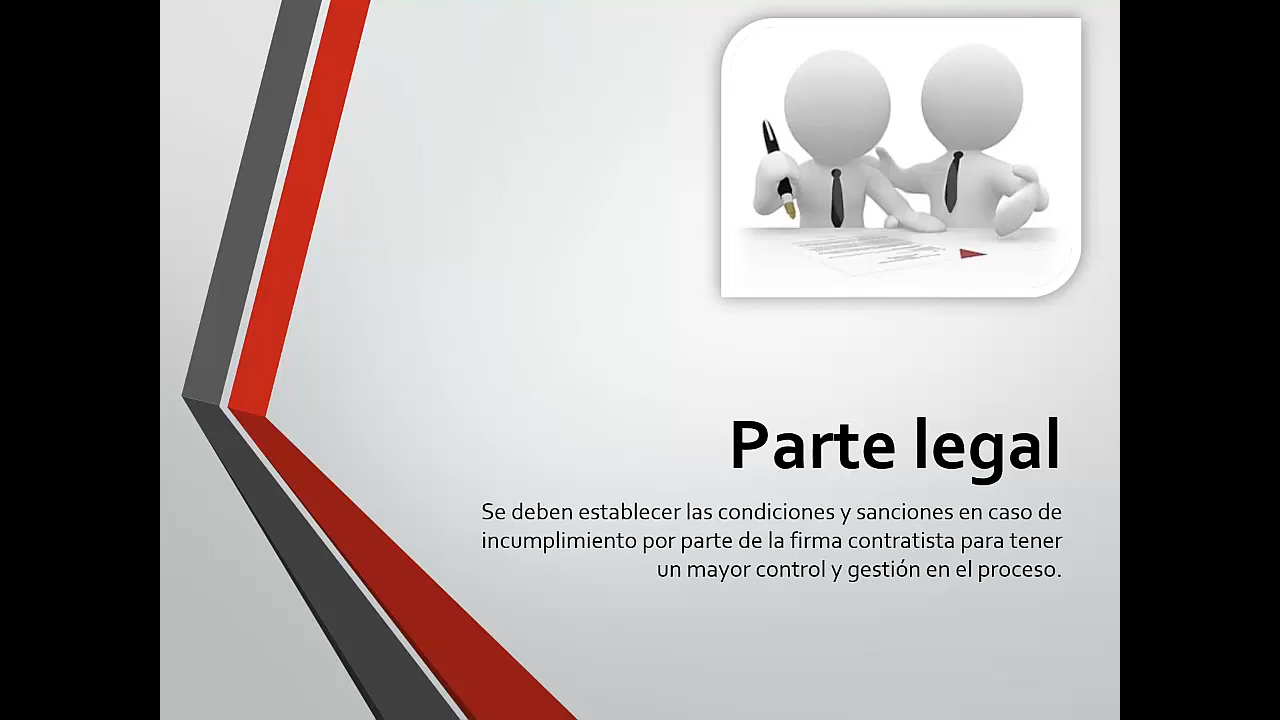 Parte legal
Se deben establecer las condiciones y sanciones en caso de
incumplimiento por parte de la firma contratista para tener
un mayor control y gestión en el proceso.